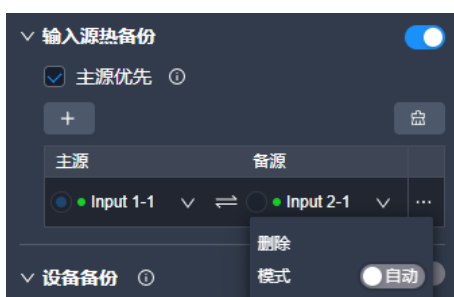 输入源热备份
主源优先
+
主源 备源
Input 1-1 Input 2-1 ...
删除
设备备份 模式 自动